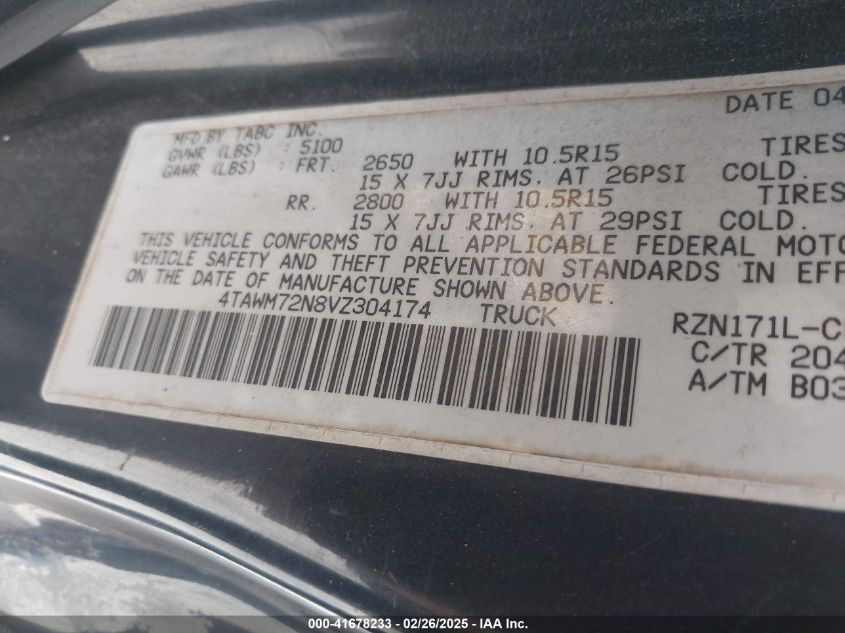 DATE 04
MFD BY TABC INC.
GVWR (LBS) : 5100
GAWR (LBS) : FRT. 2650 WITH 10.5R15 TIRES
15 X 7JJ RIMS. AT 26PSI COLD.
RR. 2800 WITH 10.5R15 TIRES
15 X 7JJ RIMS. AT 29PSI COLD.
THIS VEHICLE CONFORMS TO ALL APPLICABLE FEDERAL MOTO
VEHICLE SAFETY AND THEFT PREVENTION STANDARDS IN EFF
ON THE DATE OF MANUFACTURE SHOWN ABOVE.
4TAWM72N8VZ304174 TRUCK RZN171L-C
C/TR 204
A/TM B03
000-41678233 - 02/26/2025 - IAA Inc.